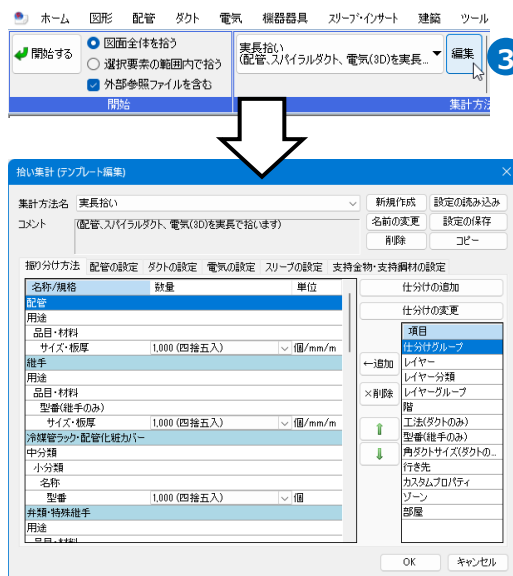 ホーム 図形 配管 ダクト 電気 機器器具 スリーブ・インサート 建築 ツール
開始する
図面全体を拾う
選択要素の範囲内で拾う
外部参照ファイルを含む
開始
実長拾い
(配管、スパイラルダクト、電気(3D)を実長...
編集
3
集計方法
拾い集計 (テンプレート編集)
集計方法名 実長拾い
コメント (配管、スパイラルダクト、電気(3D)を実長で拾います)
新規作成 設定の読み込み
名前の変更 設定の保存
削除 コピー
振り分け方法 配管の設定 ダクトの設定 電気の設定 スリーブの設定 支持金物・支持鋼材の設定
名称/規格 数量 単位
配管
用途
品目・材料
サイズ・板厚 1,000 (四捨五入) 個/mm/m
継手
用途
品目・材料
型番(継手のみ)
サイズ・板厚 1,000 (四捨五入) 個/mm/m
冷媒管ラック・配管化粧カバー
中分類
小分類
名称
型番 1,000 (四捨五入) 個
弁類・特殊継手
用途
品目・材料
仕分けの追加
仕分けの変更
←追加
×削除
項目
仕分けグループ
レイヤー
レイヤー分類
レイヤーグループ
階
工法(ダクトのみ)
型番(継手のみ)
角ダクトサイズ(ダクトの...
行き先
カスタムプロパティ
ゾーン
部屋
OK キャンセル